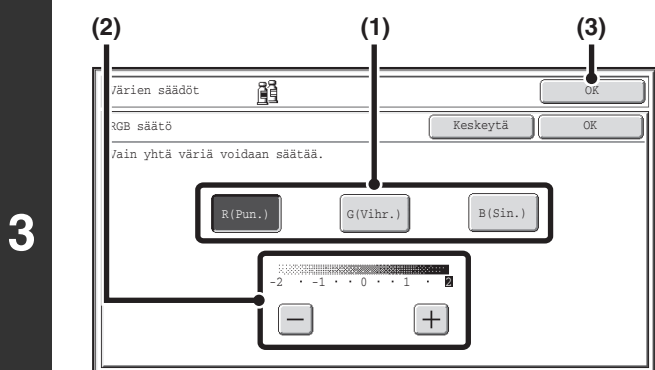 (2) (1) (3)
3
Värien säädöt OK
RGB säätö Keskeytä OK
Vain yhtä väriä voidaan säätää.
R(Pun.) G(Vihr.) B(Sin.)
-2 · -1 · · 0 · · 1 · 2
− +